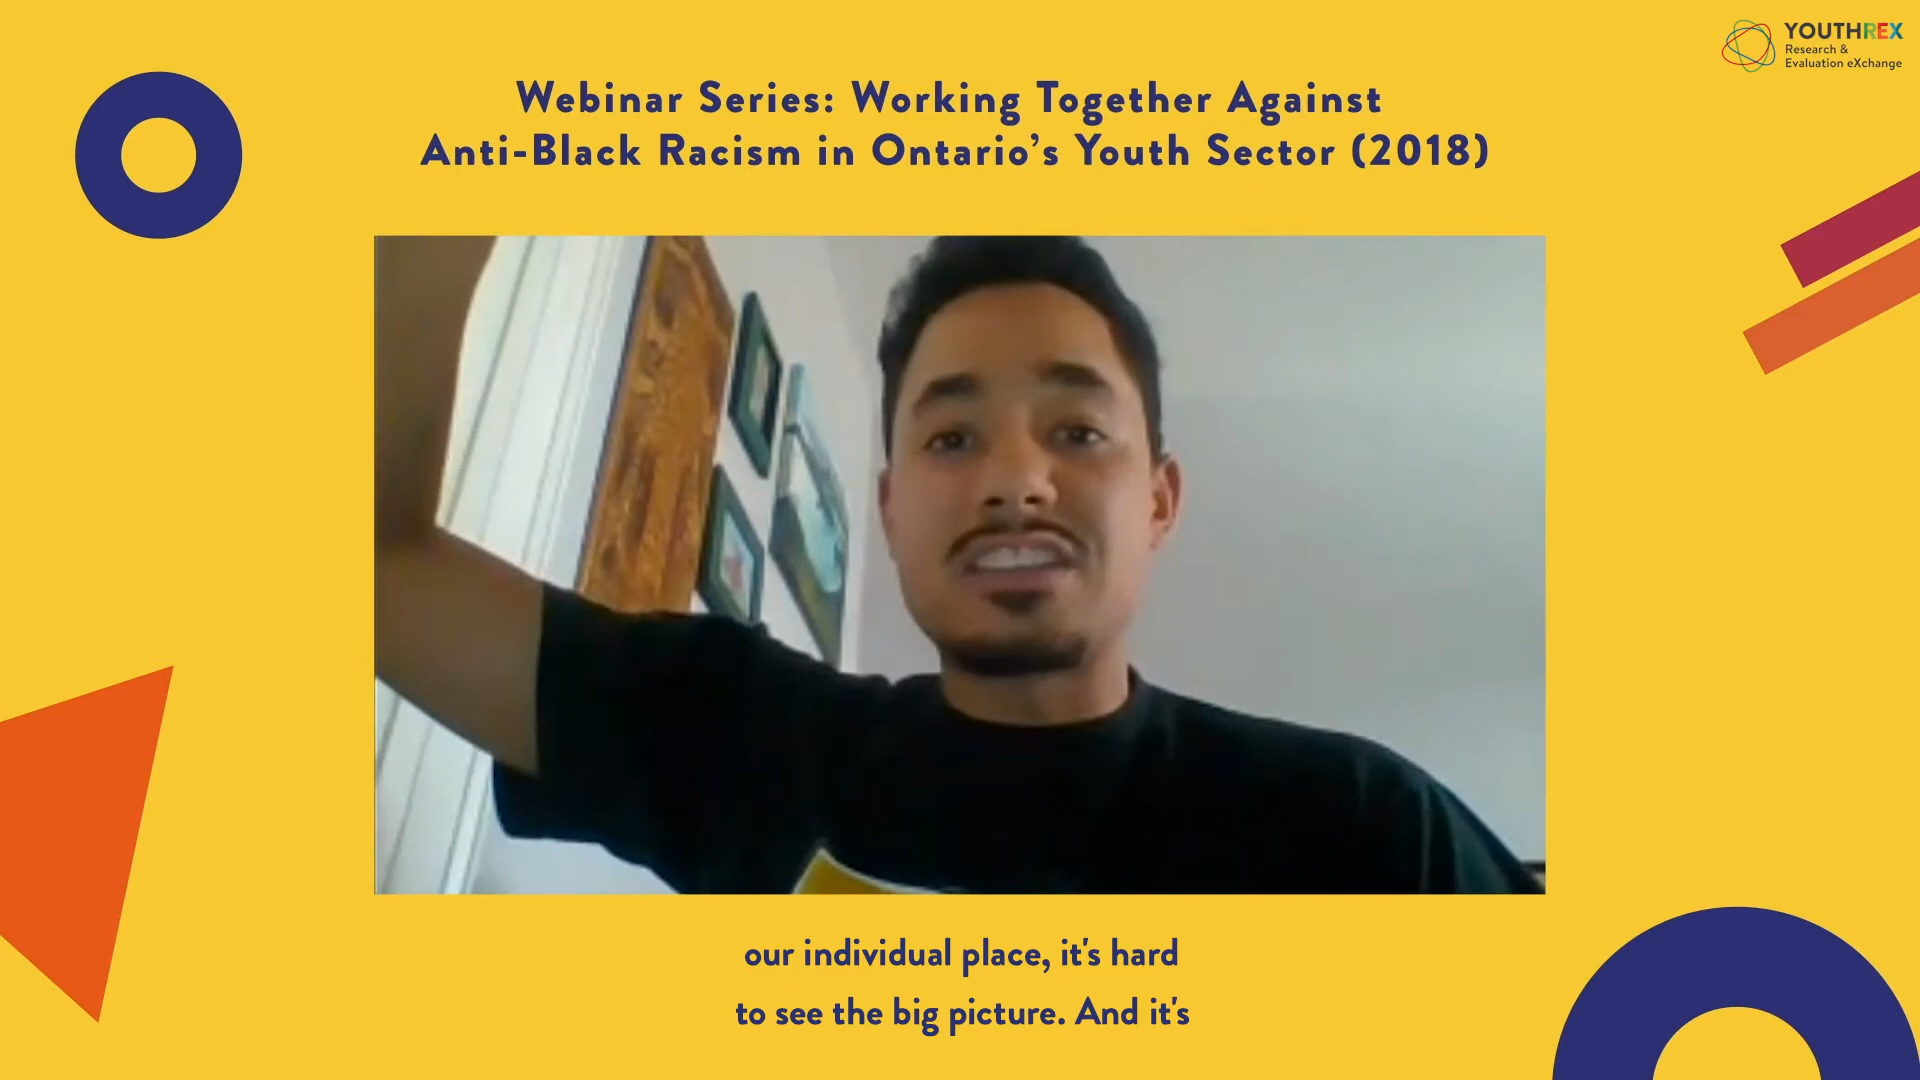 YOUTHREX
Research &
Evaluation eXchange
Webinar Series: Working Together Against
Anti-Black Racism in Ontario’s Youth Sector (2018)
our individual place, it's hard
to see the big picture. And it's